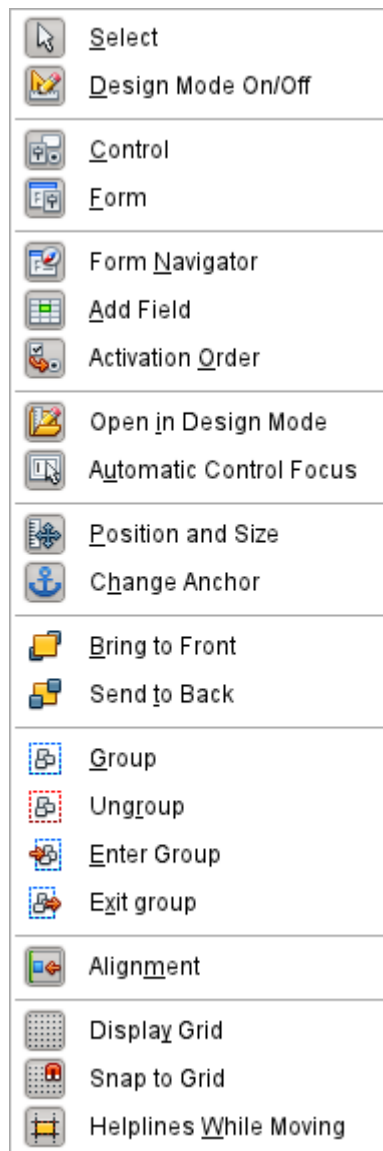 Select
Design Mode On/Off
Control
Form
Form Navigator
Add Field
Activation Order
Open in Design Mode
Automatic Control Focus
Position and Size
Change Anchor
Bring to Front
Send to Back
Group
Ungroup
Enter Group
Exit group
Alignment
Display Grid
Snap to Grid
Helplines While Moving